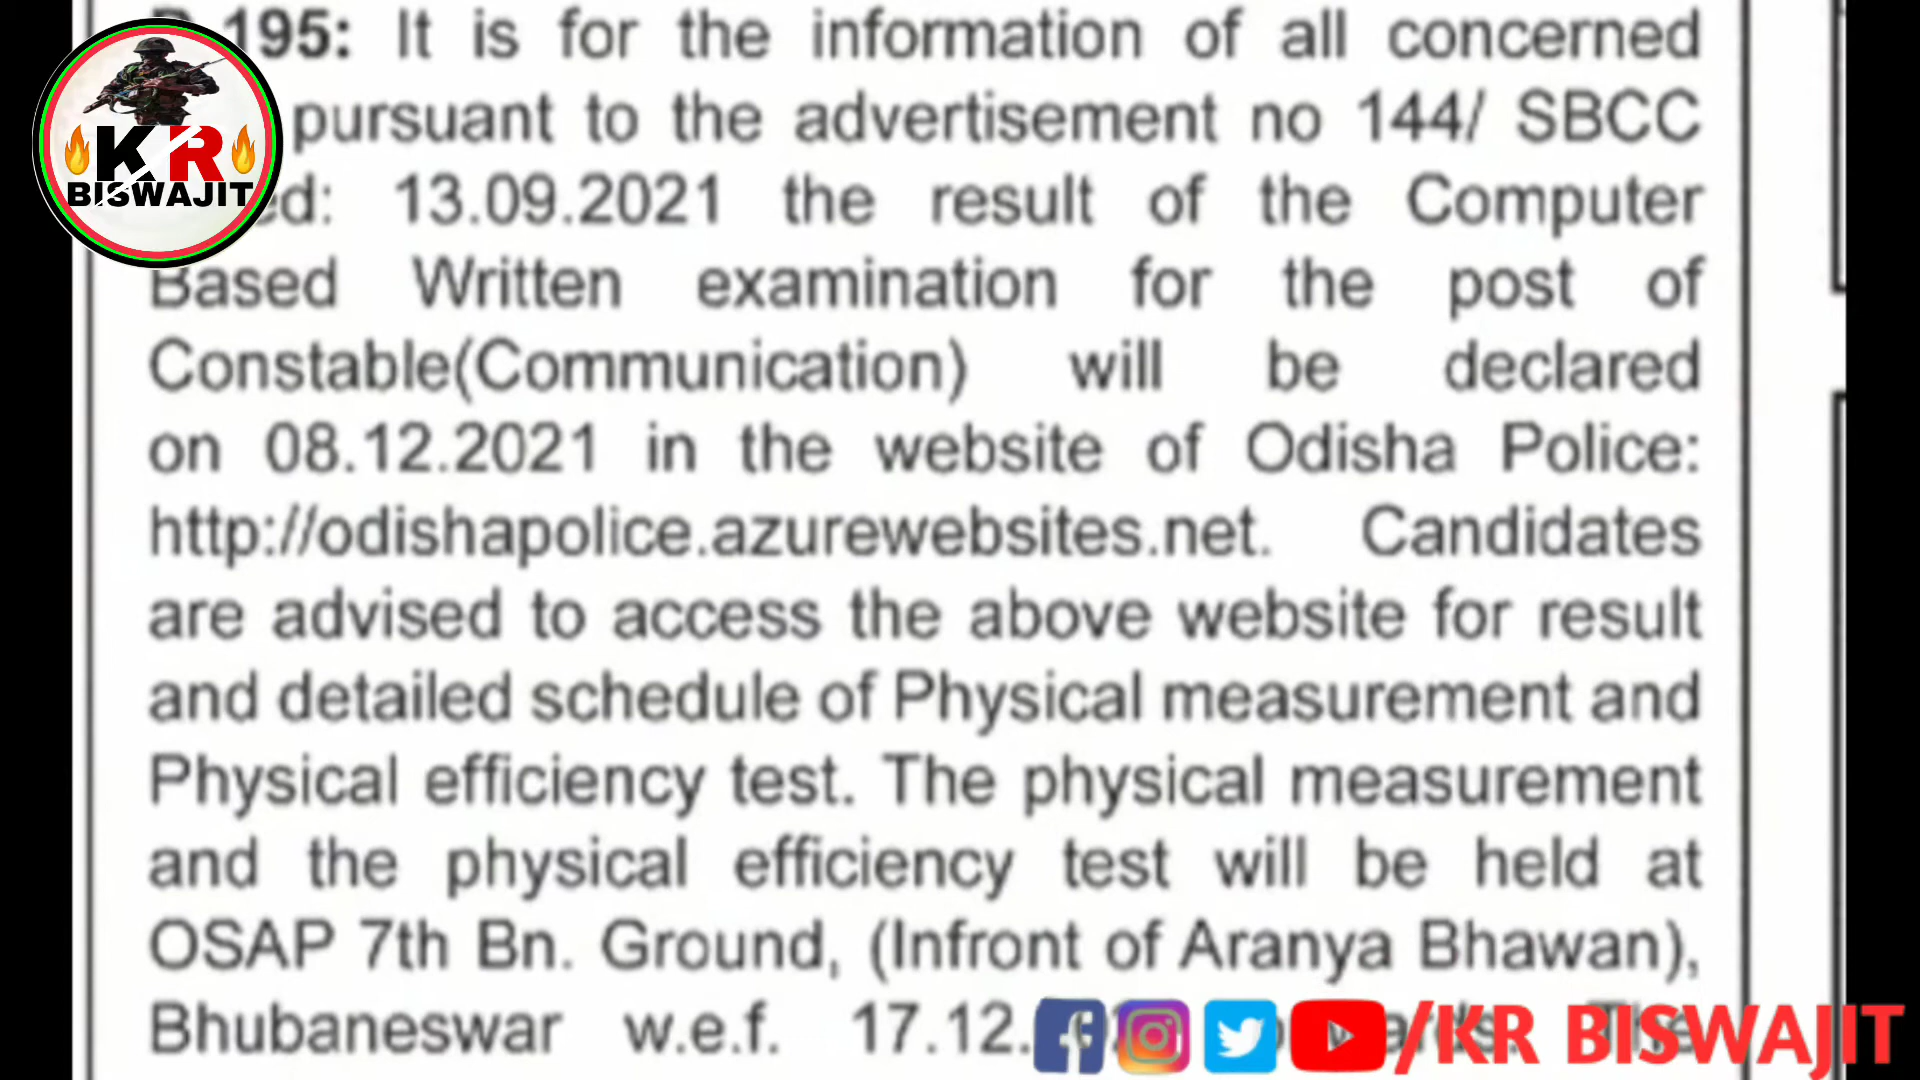 195: It is for the information of all concerned
pursuant to the advertisement no 144/ SBCC
13.09.2021 the result of the Computer
Based Written examination for the post of
Constable(Communication) will be declared
on 08.12.2021 in the website of Odisha Police:
http://odishapolice.azurewebsites.net. Candidates
are advised to access the above website for result
and detailed schedule of Physical measurement and
Physical efficiency test. The physical measurement
and the physical efficiency test will be held at
OSAP 7th Bn. Ground, (Infront of Aranya Bhawan),
Bhubaneswar w.e.f. 17.12. The
KR
BISWAJIT
/KR BISWAJIT